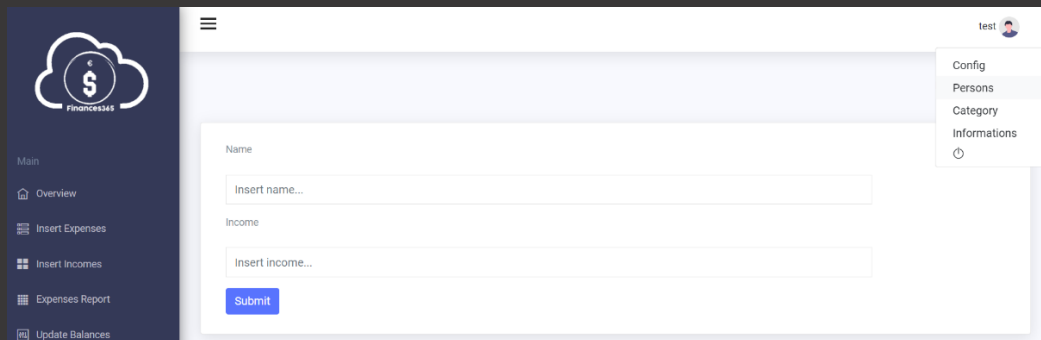 test
€
$
Finances365
Main
Overview
Insert Expenses
Insert Incomes
Expenses Report
Update Balances
Name
Insert name...
Income
Insert income...
Submit
Config
Persons
Category
Informations